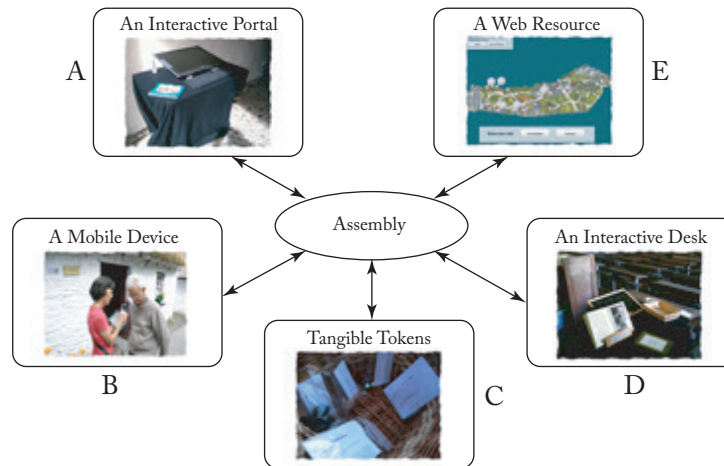 An Interactive Portal
A
A Web Resource
E
Assembly
A Mobile Device
B
Tangible Tokens
C
An Interactive Desk
D